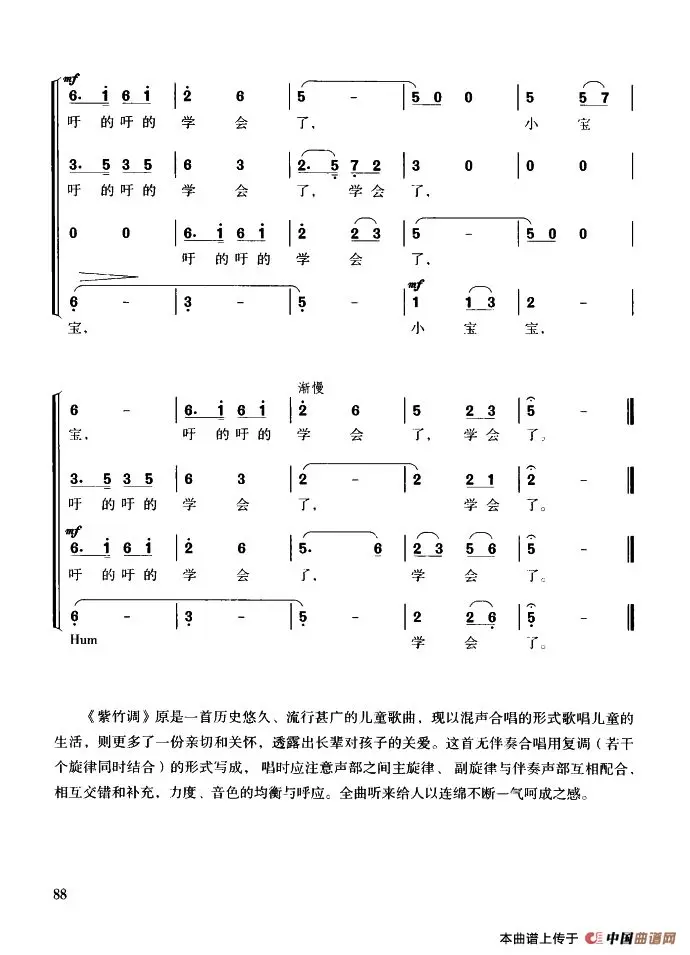 mf
6. 1 6 1 | 2 6 | 5 - | 5 0 0 | 5 5 7 |
吁 的 吁 的 学 会 了, 小 宝
3. 5 3 5 | 6 3 | 2. 5 7 2 | 3 0 | 0 0 |
吁 的 吁 的 学 会 了, 学 会 了,
0 0 | 6. 1 6 1 | 2 2 3 | 5 - | 5 0 0 |
吁 的 吁 的 学 会 了,
mf
6 - | 3 - | 5 - | 1 1 3 | 2 - |
宝, 小 宝 宝,
渐慢
6 - | 6. 1 6 1 | 2 6 | 5 2 3 | 5 -
宝, 吁 的 吁 的 学 会 了, 学 会 了。
3. 5 3 5 | 6 3 | 2 - | 2 2 1 | 2 -
吁 的 吁 的 学 会 了, 学 会 了。
mf
6. 1 6 1 | 2 6 | 5. 6 | 2 3 5 6 | 5 -
吁 的 吁 的 学 会 了, 学 会 了。
6 - | 3 - | 5 - | 2 2 6 | 5 -
Hum 学 会 了。
《紫竹调》原是一首历史悠久、流行甚广的儿童歌曲，现以混声合唱的形式歌唱儿童的
生活，则更多了一份亲切和关怀，透露出长辈对孩子的关爱。这首无伴奏合唱用复调（若干
个旋律同时结合）的形式写成，唱时应注意声部之间主旋律、副旋律与伴奏声部互相配合，
相互交错和补充，力度、音色的均衡与呼应。全曲听来给人以连绵不断一气呵成之感。
88
本曲谱上传于 中国曲谱网